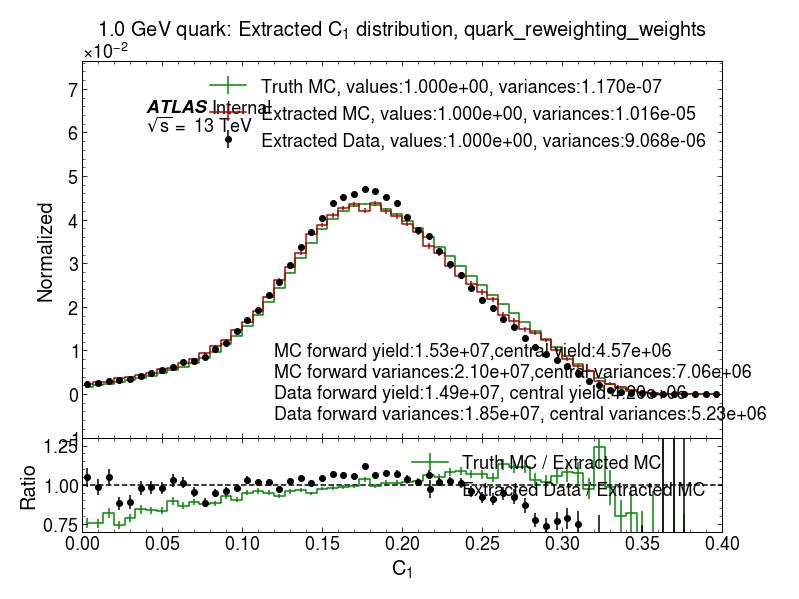 1.0 GeV quark: Extracted C1 distribution, quark_reweighting_weights
×10−2
Truth MC, values:1.000e+00, variances:1.170e-07
ATLAS Internal
Extracted MC, values:1.000e+00, variances:1.016e-05
√s = 13 TeV
Extracted Data, values:1.000e+00, variances:9.068e-06
7
6
5
4
3
2
1
0
−1
Normalized
MC forward yield:1.53e+07,central yield:4.57e+06
MC forward variances:2.10e+07,central variances:7.06e+06
Data forward yield:1.49e+07, central yield:4.29e+06
Data forward variances:1.85e+07, central variances:5.23e+06
1.25
1.00
0.75
Ratio
Truth MC / Extracted MC
Extracted Data / Extracted MC
0.00 0.05 0.10 0.15 0.20 0.25 0.30 0.35 0.40
C1